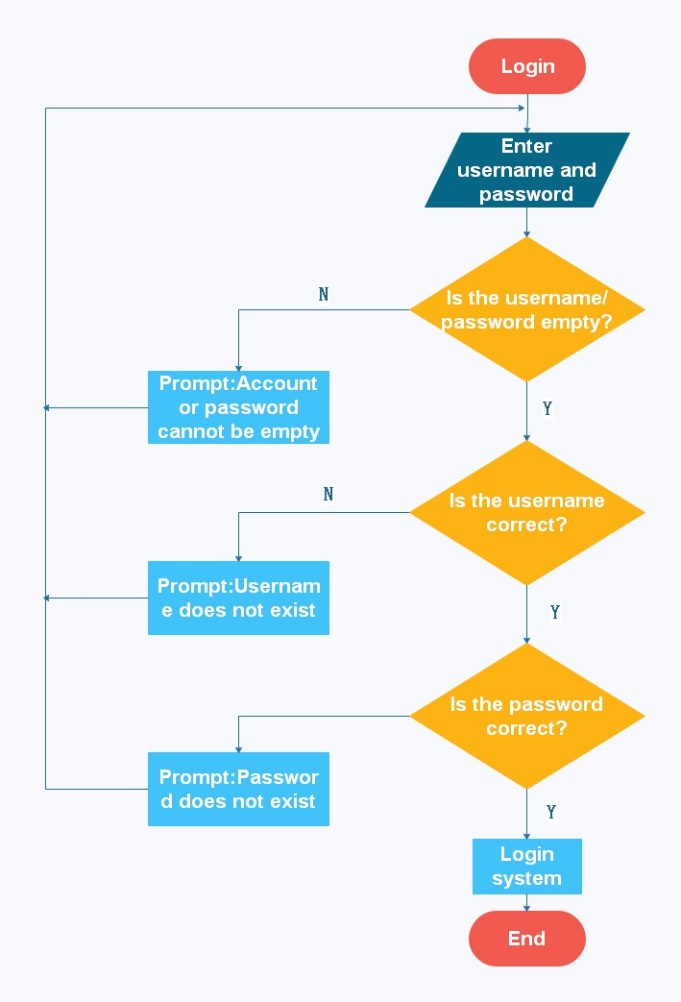 Login
Enter
username and
password
Is the username/
password empty?
N
Prompt:Account
or password
cannot be empty
Y
Is the username
correct?
N
Prompt:Usernam
e does not exist
Y
Is the password
correct?
Prompt:Passwor
d does not exist
Y
Login
system
End